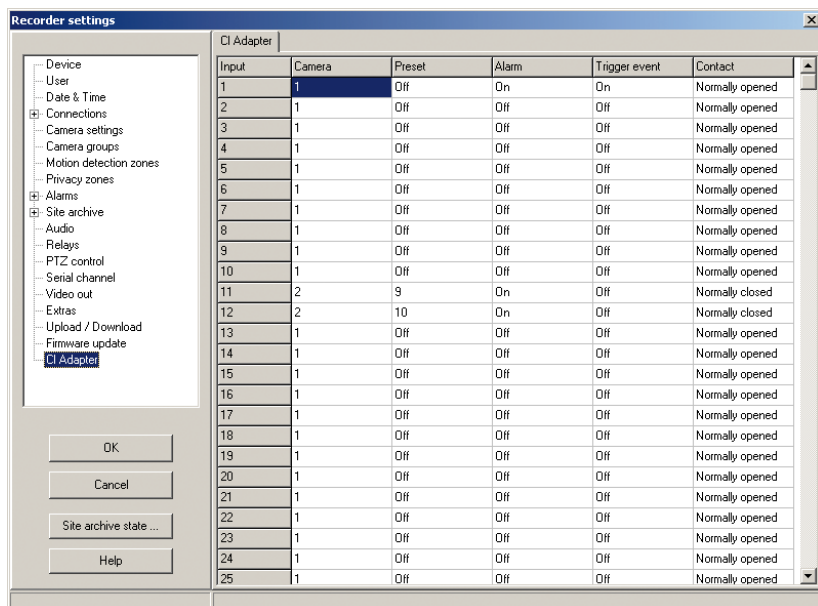 Recorder settings
CI Adapter
Device
User
Date & Time
Connections
Camera settings
Camera groups
Motion detection zones
Privacy zones
Alarms
Site archive
Audio
Relays
PTZ control
Serial channel
Video out
Extras
Upload / Download
Firmware update
CI Adapter
OK
Cancel
Site archive state ...
Help
Input Camera Preset Alarm Trigger event Contact
1 1 Off On On Normally opened
2 1 Off Off Off Normally opened
3 1 Off Off Off Normally opened
4 1 Off Off Off Normally opened
5 1 Off Off Off Normally opened
6 1 Off Off Off Normally opened
7 1 Off Off Off Normally opened
8 1 Off Off Off Normally opened
9 1 Off Off Off Normally opened
10 1 Off Off Off Normally opened
11 2 9 On Off Normally closed
12 2 10 On Off Normally closed
13 1 Off Off Off Normally opened
14 1 Off Off Off Normally opened
15 1 Off Off Off Normally opened
16 1 Off Off Off Normally opened
17 1 Off Off Off Normally opened
18 1 Off Off Off Normally opened
19 1 Off Off Off Normally opened
20 1 Off Off Off Normally opened
21 1 Off Off Off Normally opened
22 1 Off Off Off Normally opened
23 1 Off Off Off Normally opened
24 1 Off Off Off Normally opened
25 1 Off Off Off Normally opened